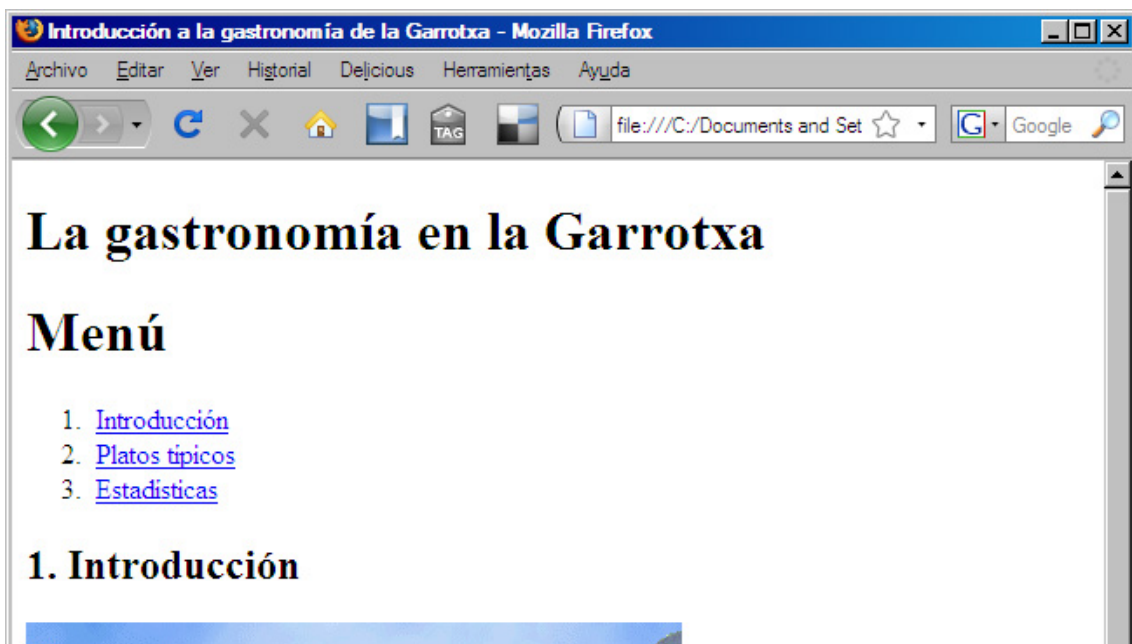 Introducción a la gastronomía de la Garrotxa - Mozilla Firefox
Archivo Editar Ver Historial Delicious Herramientas Ayuda
TAG file:///C:/Documents and Set G Google
La gastronomía en la Garrotxa
Menú
1. Introducción
2. Platos típicos
3. Estadísticas
1. Introducción